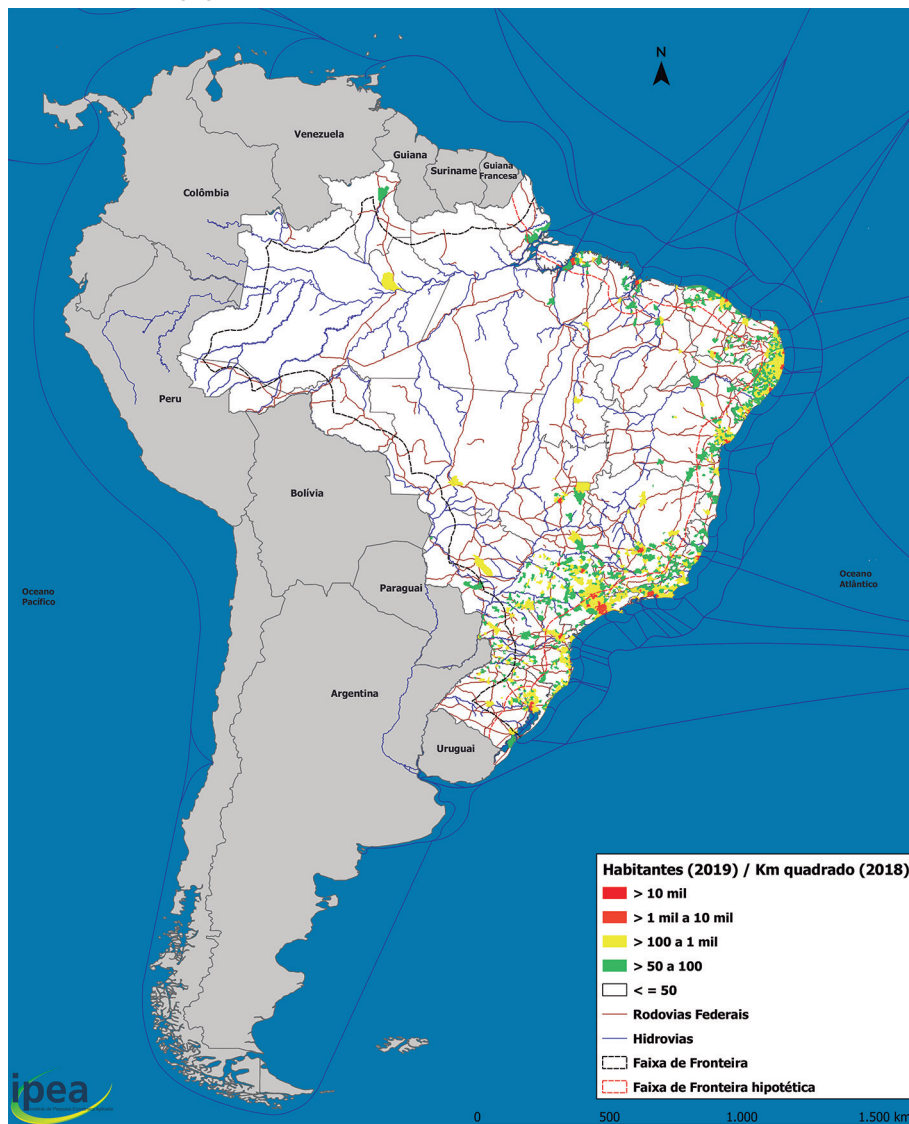 N
Venezuela
Guiana
Suriname
Guiana
Francesa
Colômbia
Peru
Bolívia
Paraguai
Oceano
Pacífico
Oceano
Atlântico
Argentina
Uruguai
Habitantes (2019) / Km quadrado (2018)
> 10 mil
> 1 mil a 10 mil
> 100 a 1 mil
> 50 a 100
< = 50
Rodovias Federais
Hidrovias
Faixa de Fronteira
Faixa de Fronteira hipotética
ipea
0 500 1.000 1.500 km